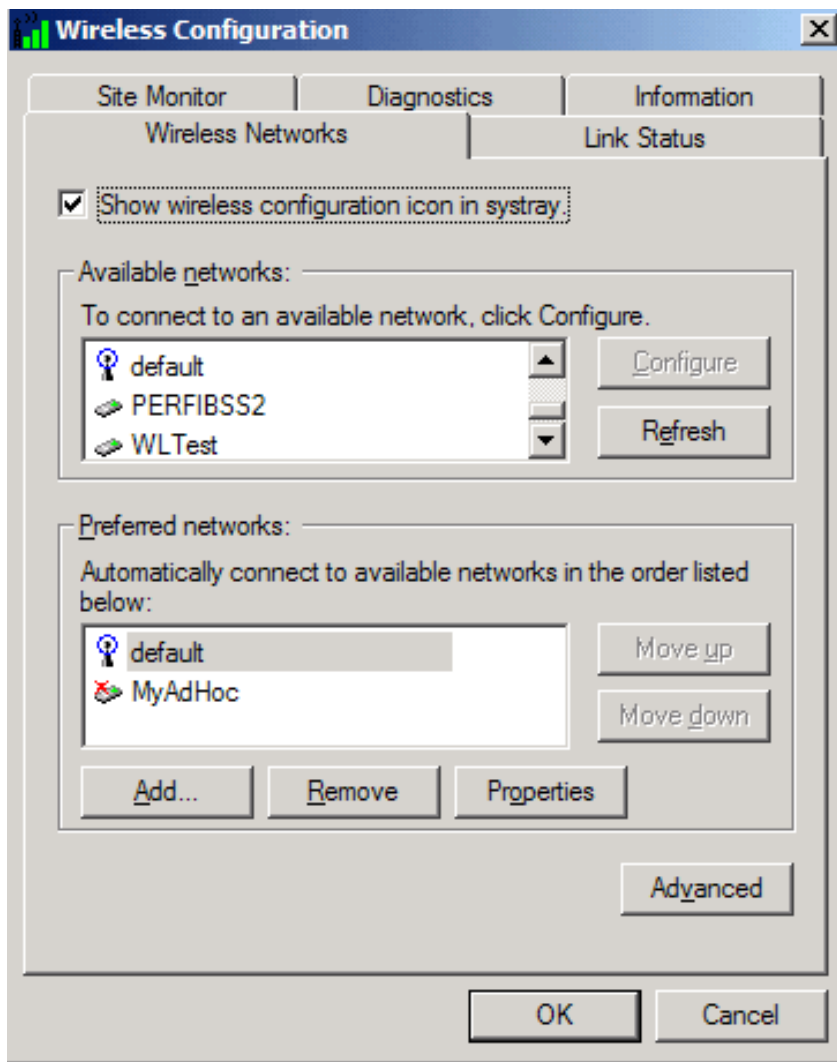 Wireless Configuration
Site Monitor
Diagnostics
Information
Wireless Networks
Link Status
Show wireless configuration icon in systray.
Available networks:
To connect to an available network, click Configure.
default
PERFIBSS2
WLTest
Configure
Refresh
Preferred networks:
Automatically connect to available networks in the order listed
below:
default
MyAdHoc
Move up
Move down
Add...
Remove
Properties
Advanced
OK
Cancel